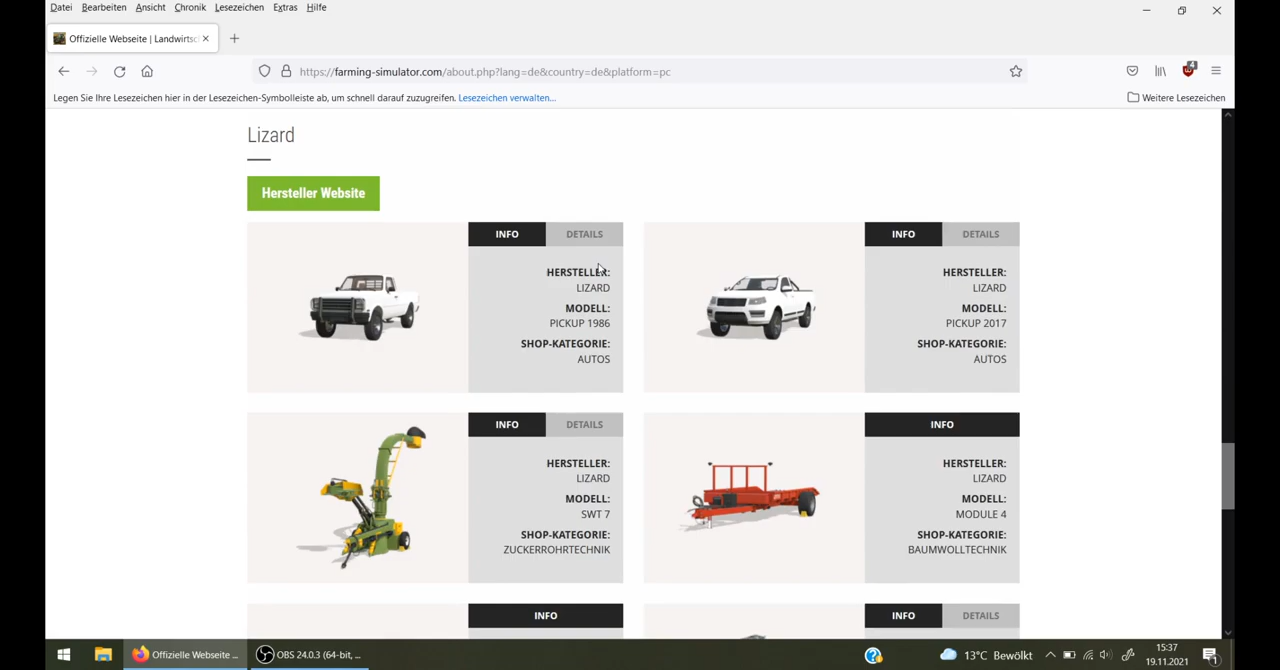 Datei Bearbeiten Ansicht Chronik Lesezeichen Extras Hilfe
Offizielle Webseite | Landwirtsc
https://farming-simulator.com/about.php?lang=de&country=de&platform=pc
4
Legen Sie Ihre Lesezeichen hier in der Lesezeichen-Symbolleiste ab, um schnell darauf zuzugreifen. Lesezeichen verwalten...
Weitere Lesezeichen
Lizard
Hersteller Website
INFO DETAILS
HERSTELLER:
LIZARD
MODELL:
PICKUP 1986
SHOP-KATEGORIE:
AUTOS
INFO DETAILS
HERSTELLER:
LIZARD
MODELL:
PICKUP 2017
SHOP-KATEGORIE:
AUTOS
INFO DETAILS
HERSTELLER:
LIZARD
MODELL:
SWT 7
SHOP-KATEGORIE:
ZUCKERROHRTECHNIK
INFO
HERSTELLER:
LIZARD
MODELL:
MODULE 4
SHOP-KATEGORIE:
BAUMWOLLTECHNIK
INFO
INFO DETAILS
Offizielle Webseite ...
OBS 24.0.3 (64-bit, ...
13°C Bewölkt
15:37
19.11.2021
1